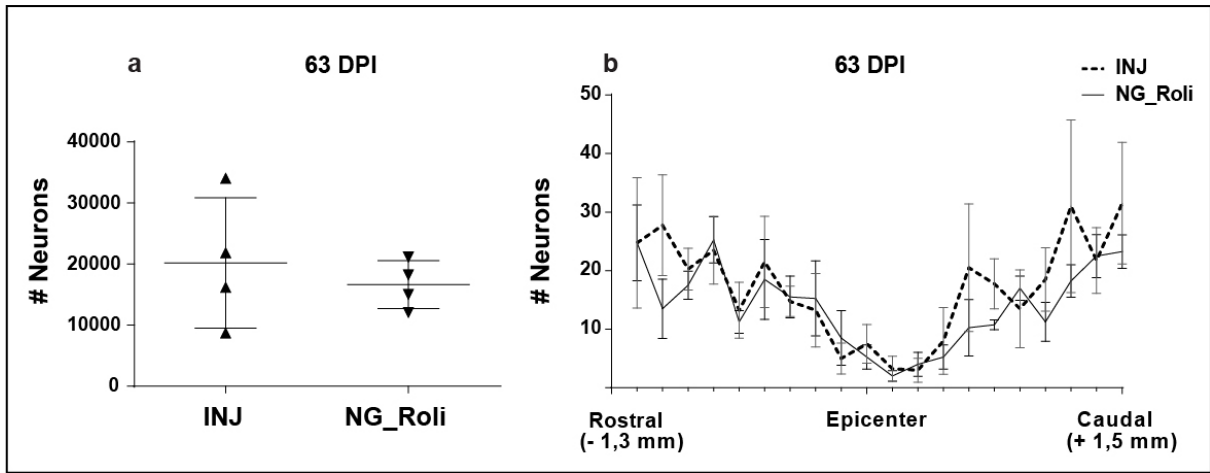 a
63 DPI
# Neurons
40000
30000
20000
10000
0
INJ
NG_Roli
b
63 DPI
INJ
NG_Roli
# Neurons
50
40
30
20
10
Rostral
(- 1,3 mm)
Epicenter
Caudal
(+ 1,5 mm)